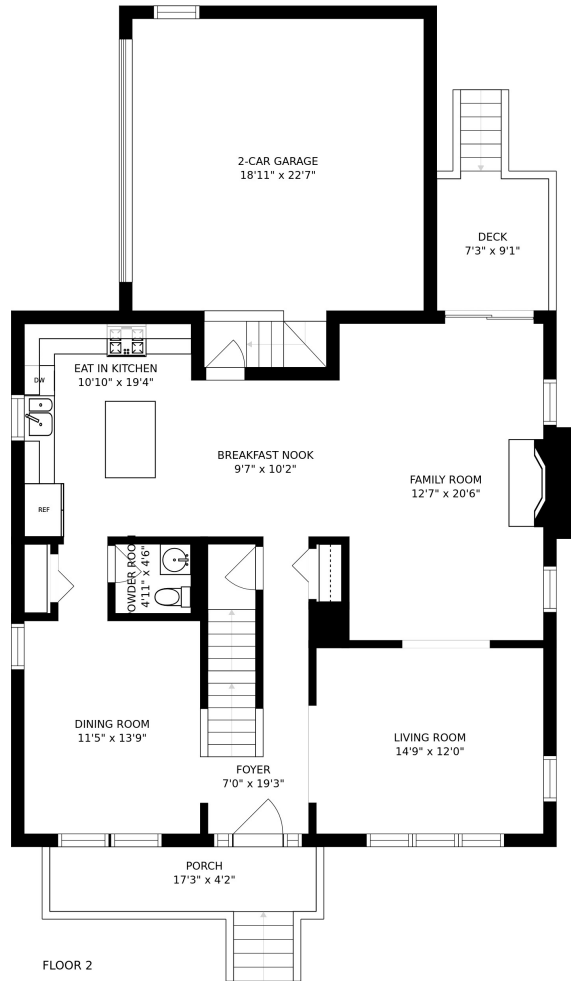 2-CAR GARAGE
18'11" x 22'7"
DECK
7'3" x 9'1"
EAT IN KITCHEN
10'10" x 19'4"
DW
BREAKFAST NOOK
9'7" x 10'2"
FAMILY ROOM
12'7" x 20'6"
REF
OWDER ROOM
4'11" x 4'6"
DINING ROOM
11'5" x 13'9"
LIVING ROOM
14'9" x 12'0"
FOYER
7'0" x 19'3"
PORCH
17'3" x 4'2"
FLOOR 2